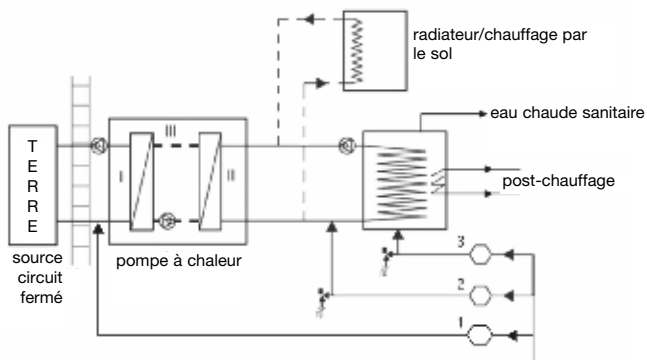 radiateur/chauffage par
le sol
eau chaude sanitaire
TERRE
III
I
II
post-chauffage
source
circuit
fermé
pompe à chaleur
3
2
1